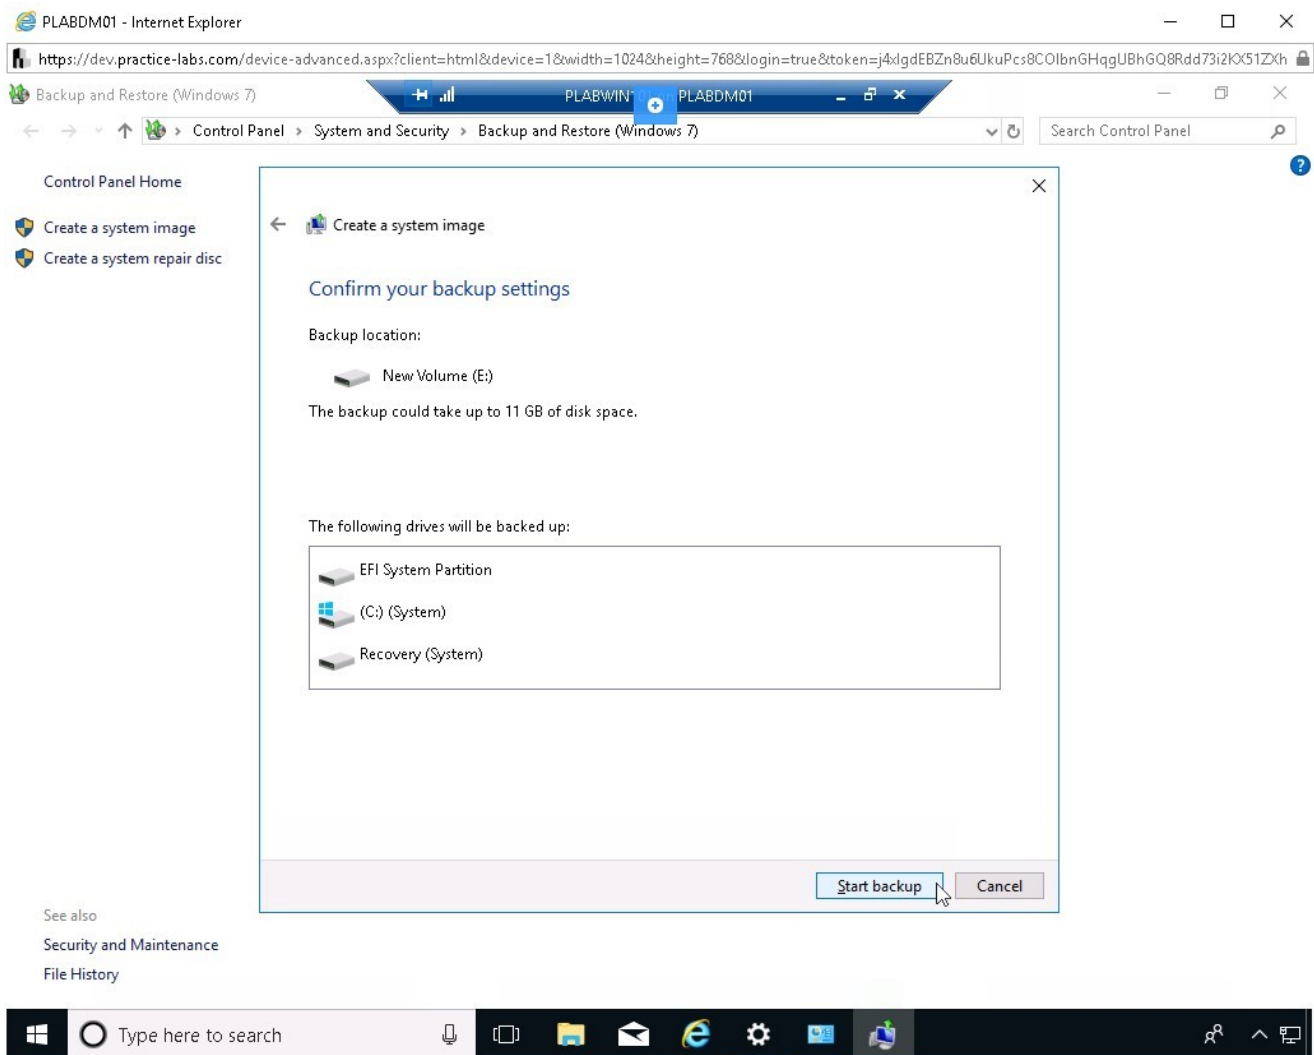 PLABDM01 - Internet Explorer
https://dev.practice-labs.com/device-advanced.aspx?client=html&device=1&width=1024&height=768&login=true&token=
Backup and Restore (Windows 7)
PLABDM01
Control Panel > System and Security > Backup and Restore (Windows 7)
Search Control Panel
Control Panel Home
Create a system image
Create a system repair disc
Create a system image
Confirm your backup settings
Backup location:
New Volume (E:)
The backup could take up to 11 GB of disk space.
The following drives will be backed up:
EFI System Partition
(C:) (System)
Recovery (System)
Start backup
Cancel
See also
Security and Maintenance
File History
Type here to search